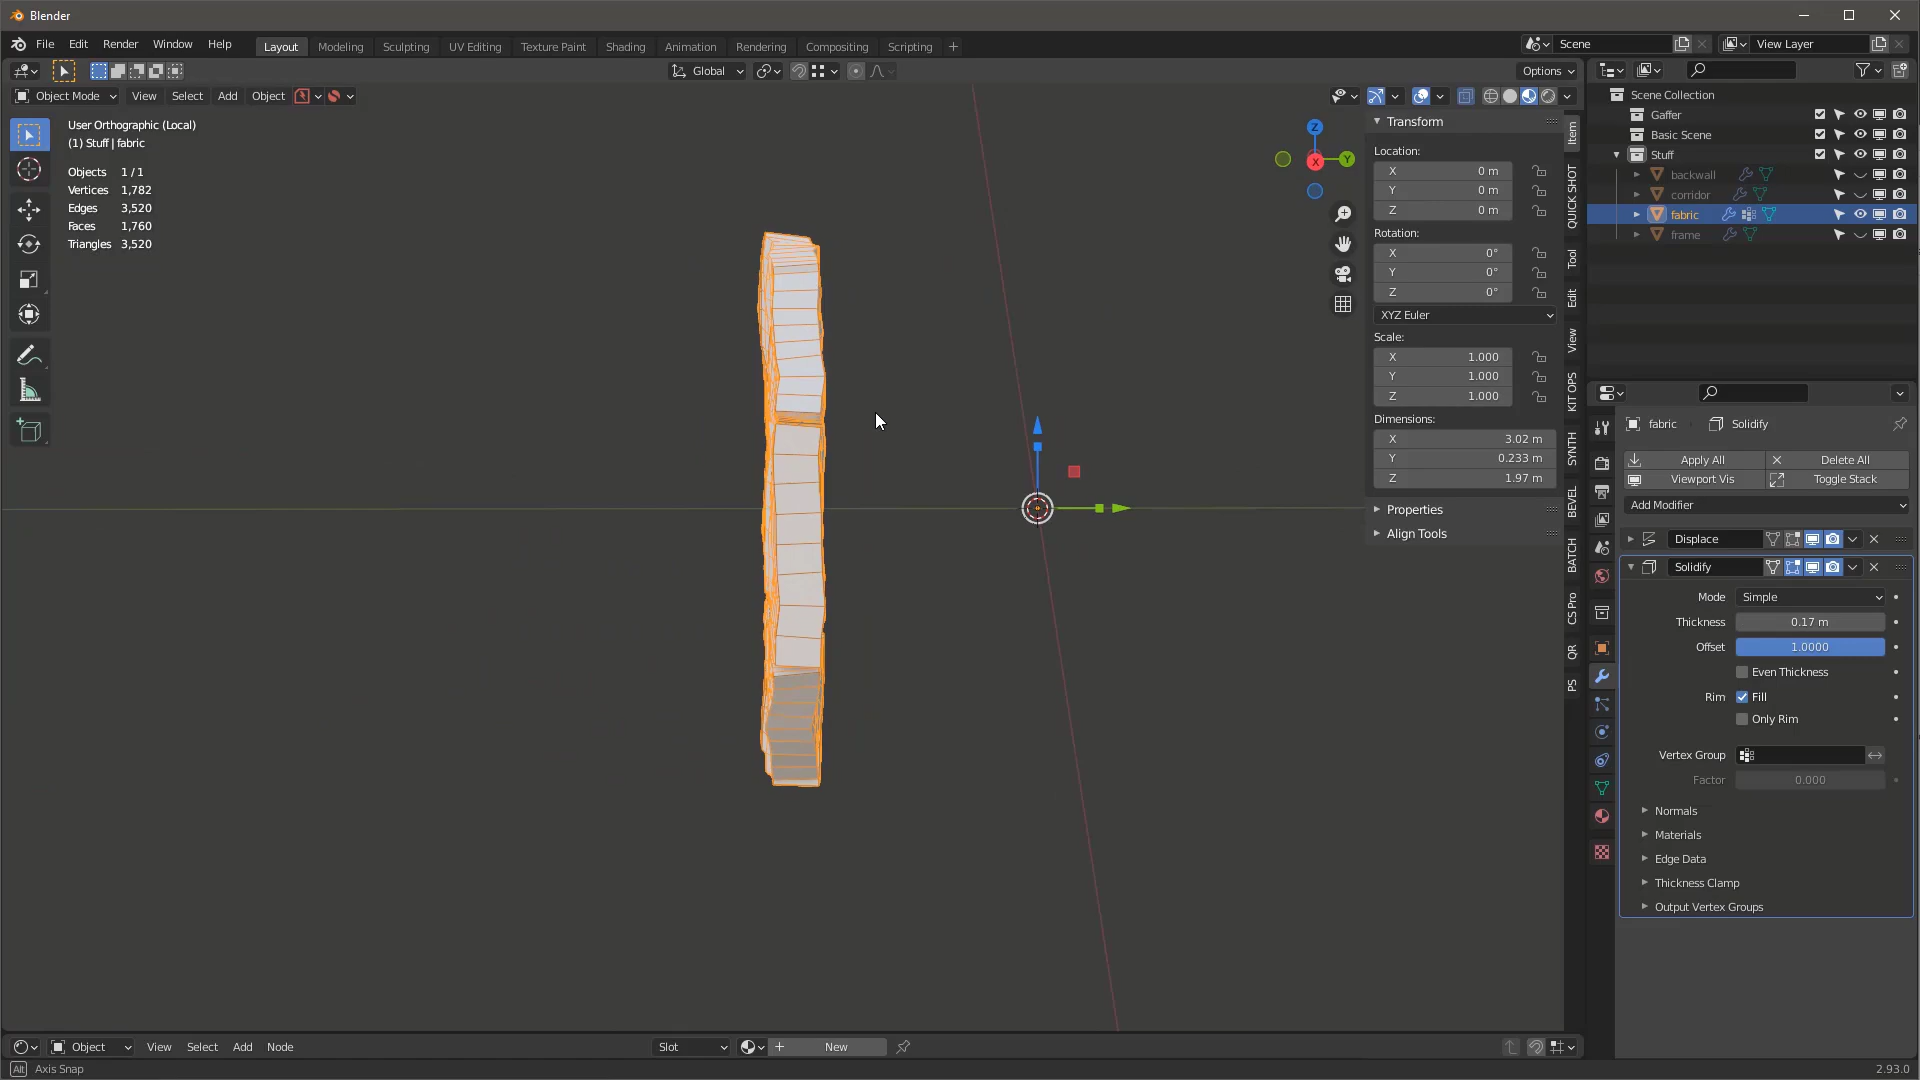 Blender
File Edit Render Window Help
Layout Modeling Sculpting UV Editing Texture Paint Shading Animation Rendering Compositing Scripting +
Scene
View Layer
Global
Options
Object Mode View Select Add Object
User Orthographic (Local)
(1) Stuff | fabric
Objects 1 / 1
Vertices 1,782
Edges 3,520
Faces 1,760
Triangles 3,520
Z
Y
X
Transform
Location:
X 0 m
Y 0 m
Z 0 m
Rotation:
X 0°
Y 0°
Z 0°
XYZ Euler
Scale:
X 1.000
Y 1.000
Z 1.000
Dimensions:
X 3.02 m
Y 0.233 m
Z 1.97 m
Properties
Align Tools
Item
QUICK SHOT
Tool
Edit
View
KIT OPS
SYNTH
BEVEL
BATCH
CS Pro
QR
PS
Scene Collection
Gaffer
Basic Scene
Stuff
backwall
corridor
fabric
frame
fabric Solidify
Apply All Delete All
Viewport Vis Toggle Stack
Add Modifier
Displace
Solidify
Mode Simple
Thickness 0.17 m
Offset 1.0000
Even Thickness
Rim Fill
Only Rim
Vertex Group
Factor 0.000
Normals
Materials
Edge Data
Thickness Clamp
Output Vertex Groups
Object View Select Add Node
Slot
+ New
Alt Axis Snap
2.93.0